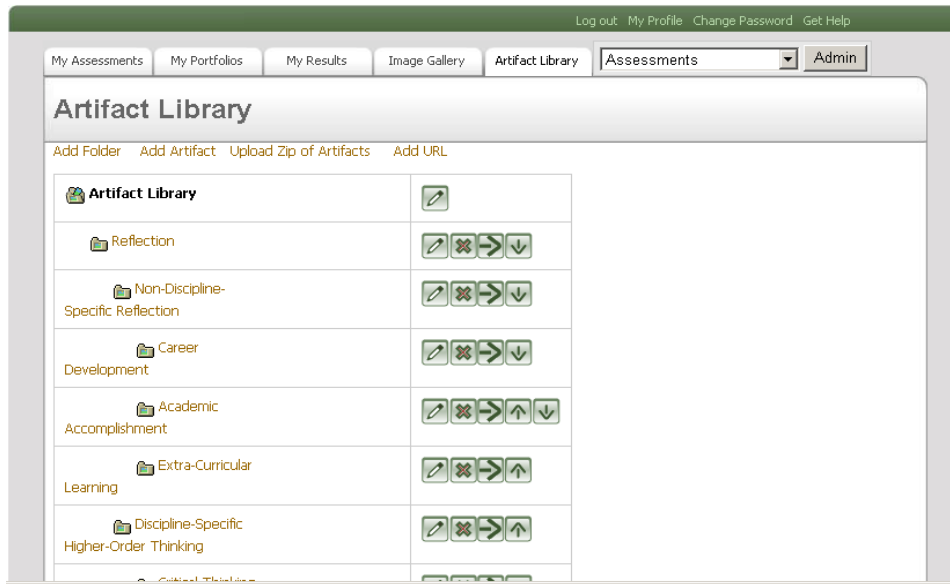 Log out My Profile Change Password Get Help
My Assessments My Portfolios My Results Image Gallery Artifact Library Assessments Admin
Artifact Library
Add Folder Add Artifact Upload Zip of Artifacts Add URL
Artifact Library
Reflection
Non-Discipline-
Specific Reflection
Career
Development
Academic
Accomplishment
Extra-Curricular
Learning
Discipline-Specific
Higher-Order Thinking
Critical Thinking